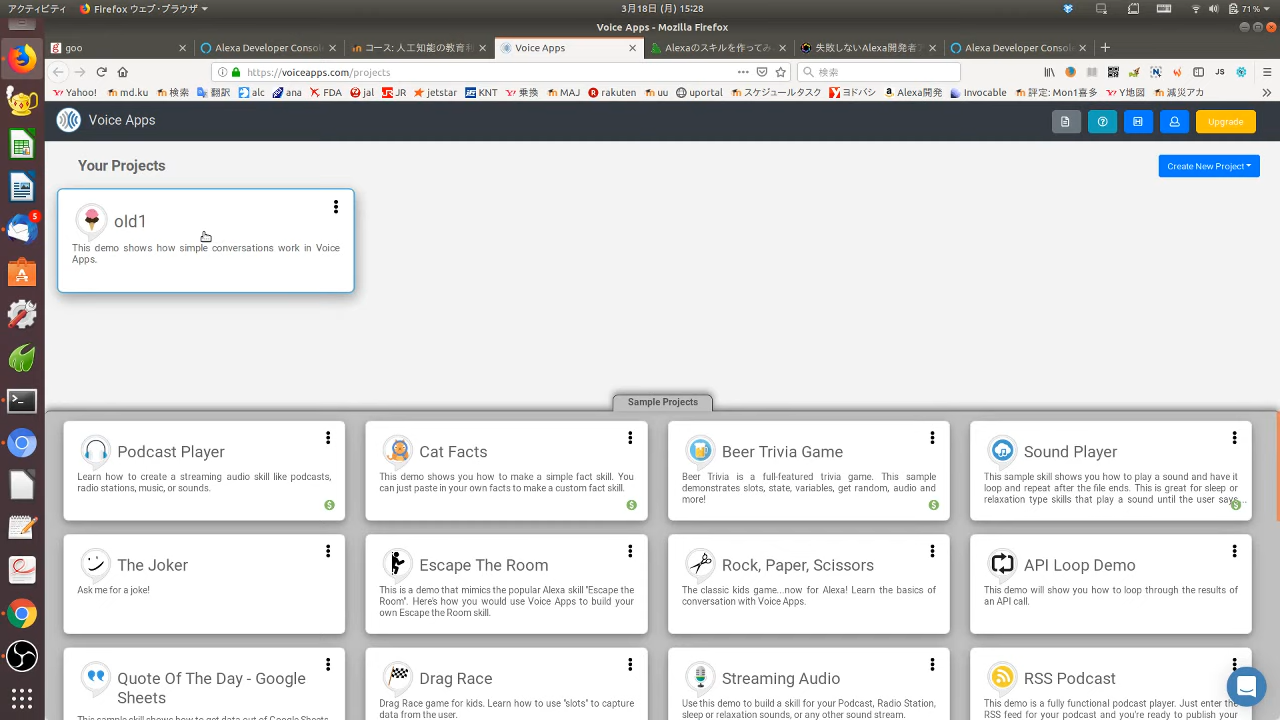 アクティビティ
Firefox ウェブ・ブラウザ
3月18日 (月) 15:28
71%
Voice Apps - Mozilla Firefox
goo
Alexa Developer Consol
コース: 人工知能の教育利
Voice Apps
Alexaのスキルを作ってみ
失敗しないAlexa開発者ア
Alexa Developer Consol
https://voiceapps.com/projects
検索
Yahoo!
md.ku
検索
翻訳
alc
ana
FDA
jal
JR
jetstar
KNT
乗換
MAJ
rakuten
uu
uportal
スケジュールタスク
ヨドバシ
Alexa開発
Invocable
評定: Mon1喜多
Y地図
減災アカ
Voice Apps
Upgrade
Your Projects
Create New Project
old1
This demo shows how simple conversations work in Voice
Apps.
Sample Projects
Podcast Player
Learn how to create a streaming audio skill like podcasts,
radio stations, music, or sounds.
Cat Facts
This demo shows you how to make a simple fact skill. You
can just paste in your own facts to make a custom fact skill.
Beer Trivia Game
Beer Trivia is a full-featured trivia game. This sample
demonstrates slots, state, variables, get random, audio and
more!
Sound Player
This sample skill shows you how to play a sound and have it
loop and repeat after the file ends. This is great for sleep or
relaxation type skills that play a sound until the user says...
The Joker
Ask me for a joke!
Escape The Room
This is a demo that mimics the popular Alexa skill "Escape the
Room". Here's how you would use Voice Apps to build your
own Escape the Room skill.
Rock, Paper, Scissors
The classic kids game...now for Alexa! Learn the basics of
conversation with Voice Apps.
API Loop Demo
This demo will show you how to loop through the results of
an API call.
Quote Of The Day - Google
Sheets
This sample skill shows how to get data out of Google Sheets
Drag Race
Drag Race game for kids. Learn how to use "slots" to capture
data from the user.
Streaming Audio
Use this demo to build a skill for your Podcast, Radio Station,
sleep or relaxation sounds, or any other sound stream.
RSS Podcast
This demo is a fully functional podcast player. Just enter the
RSS feed for your podcast and you're ready to publish your